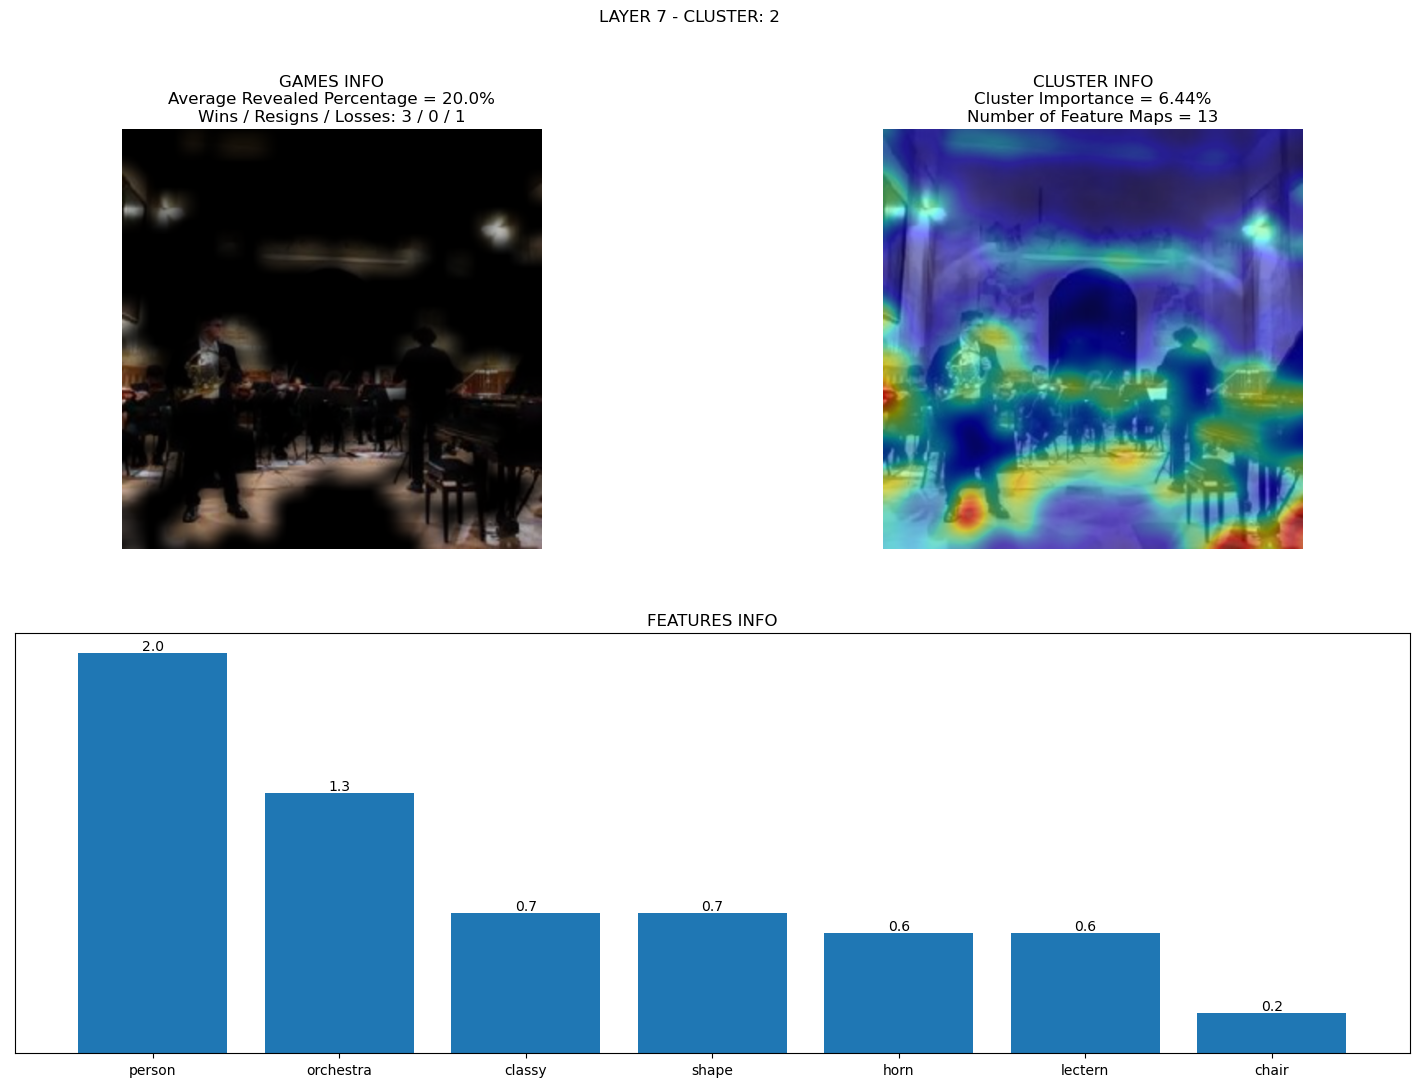 LAYER 7 - CLUSTER: 2
GAMES INFO
Average Revealed Percentage = 20.0%
Wins / Resigns / Losses: 3 / 0 / 1
CLUSTER INFO
Cluster Importance = 6.44%
Number of Feature Maps = 13
FEATURES INFO
2.0
1.3
0.7
0.7
0.6
0.6
0.2
person
orchestra
classy
shape
horn
lectern
chair